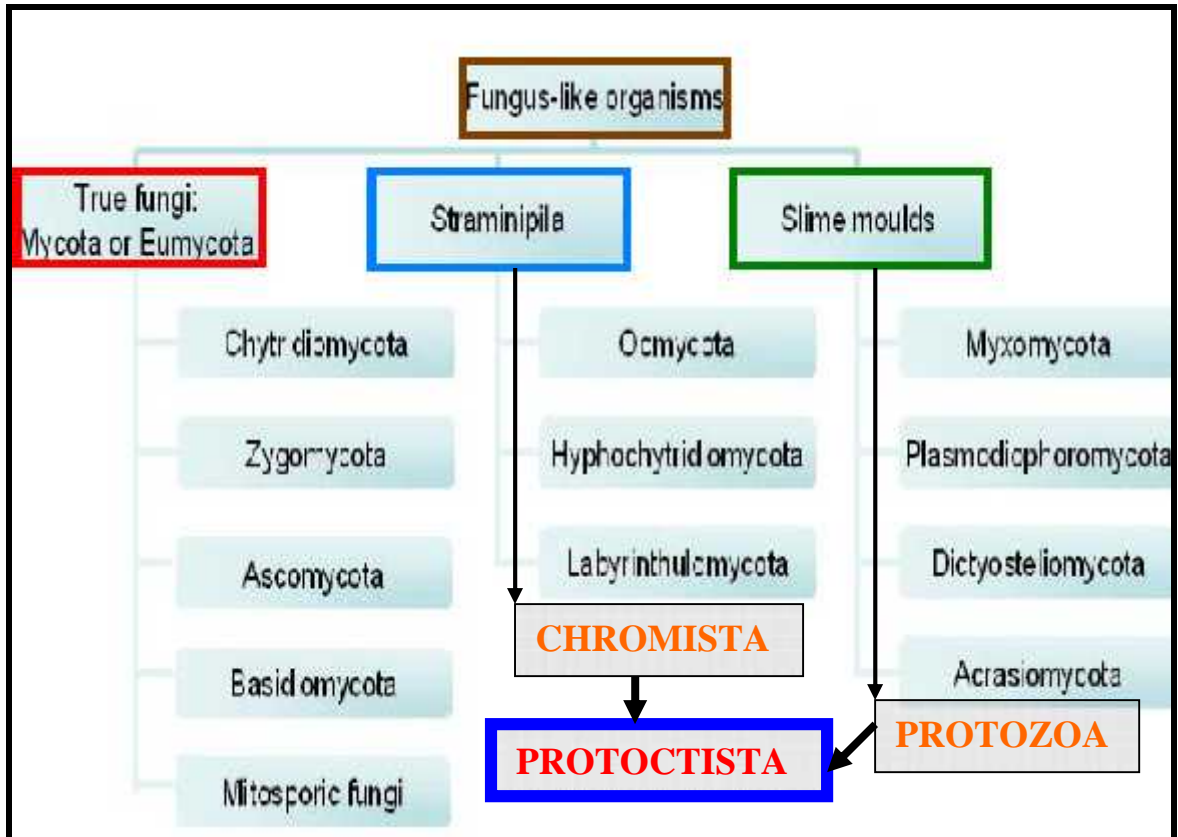 Fungus-like organisms
True fungi:
Mycota or Eumycota
Straminipila
Slime moulds
Chytridiomycota
Zygomycota
Ascomycota
Basidiomycota
Mitosporic fungi
Oomycota
Hyphochytridiomycota
Labyrinthulomycota
CHROMISTA
Myxomycota
Plasmodiophoromycota
Dictyosteliomycota
Acrasiomycota
PROTOZOA
PROTOCTISTA